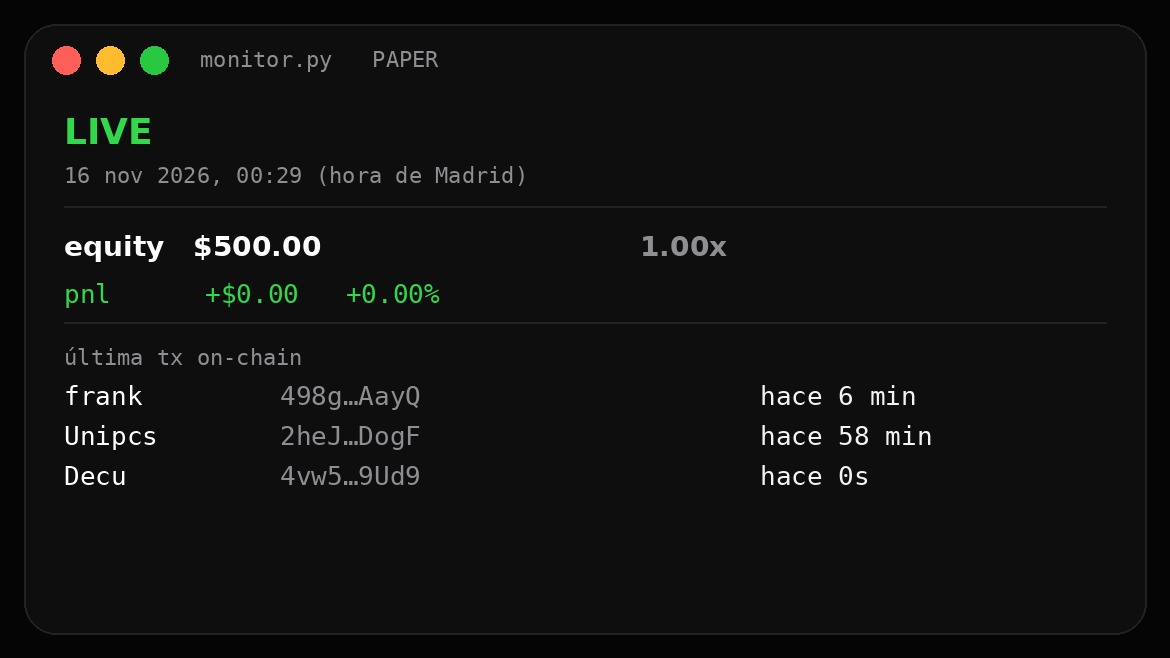 monitor.py PAPER
LIVE
16 nov 2026, 00:29 (hora de Madrid)
equity $500.00 1.00x
pnl +$0.00 +0.00%
última tx on-chain
frank 498g…AayQ hace 6 min
Unipcs 2heJ…DogF hace 58 min
Decu 4vw5…9Ud9 hace 0s